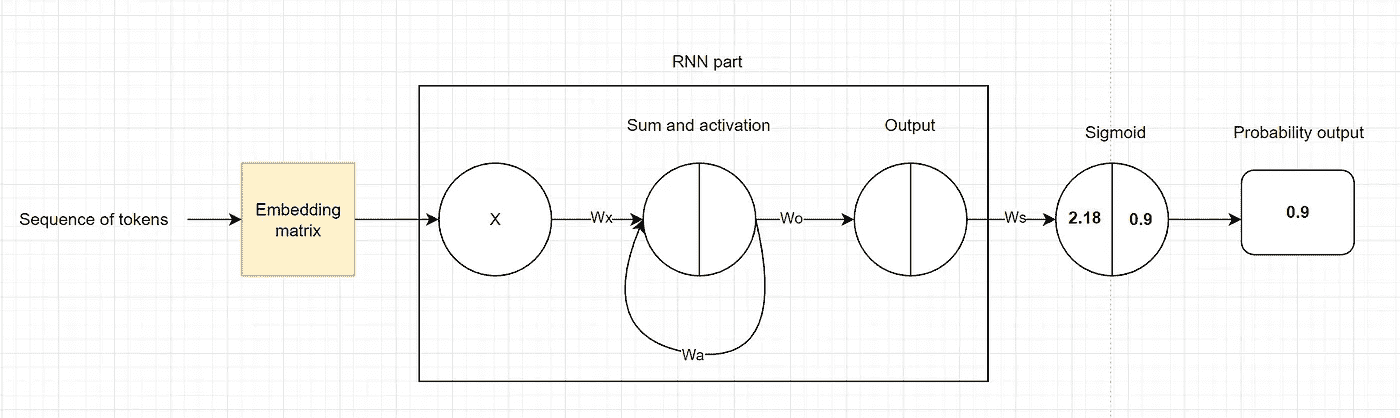 RNN part
Sum and activation
Output
Sigmoid
Probability output
Sequence of tokens
Embedding
matrix
X
Wx
Wo
Ws
2.18
0.9
0.9
Wa